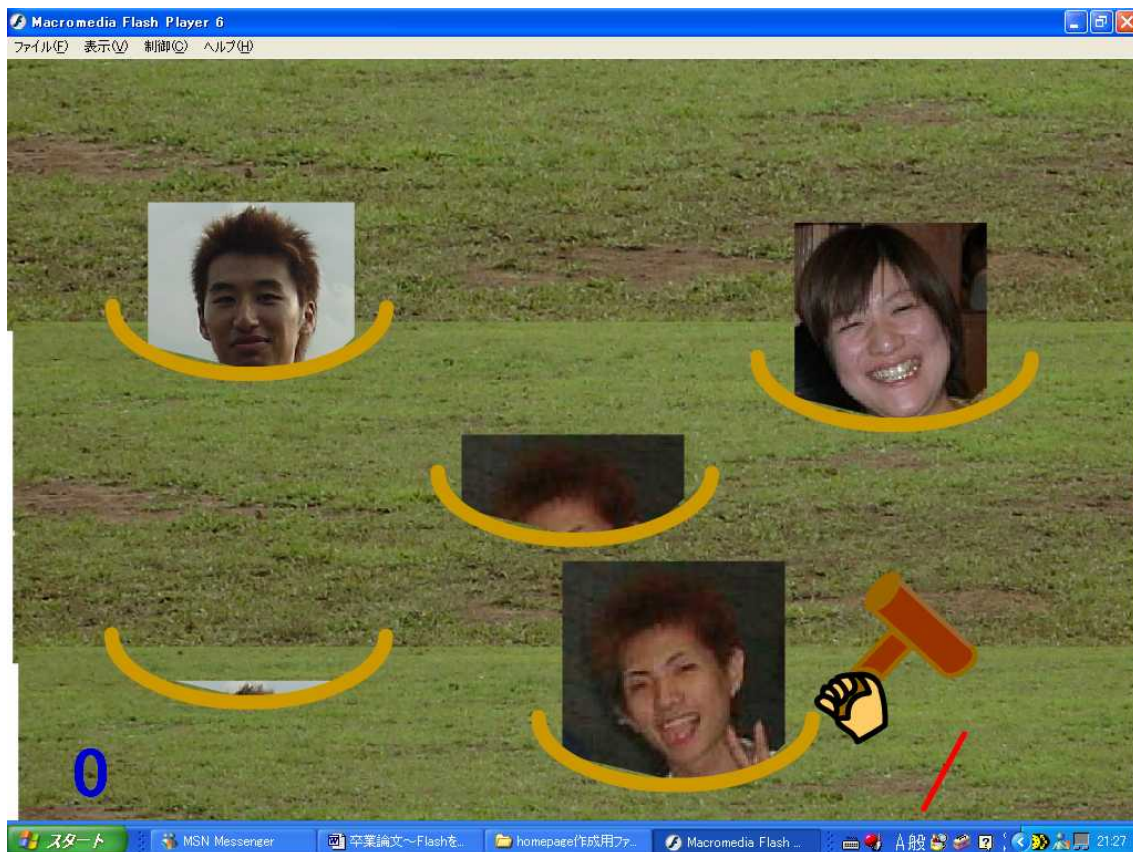 Macromedia Flash Player 6
ファイル(F) 表示(V) 制御(C) ヘルプ(H)
0
スタート MSN Messenger 卒業論文~Flashを... homepage作成用ファ... Macromedia Flash ... A 般 21:27